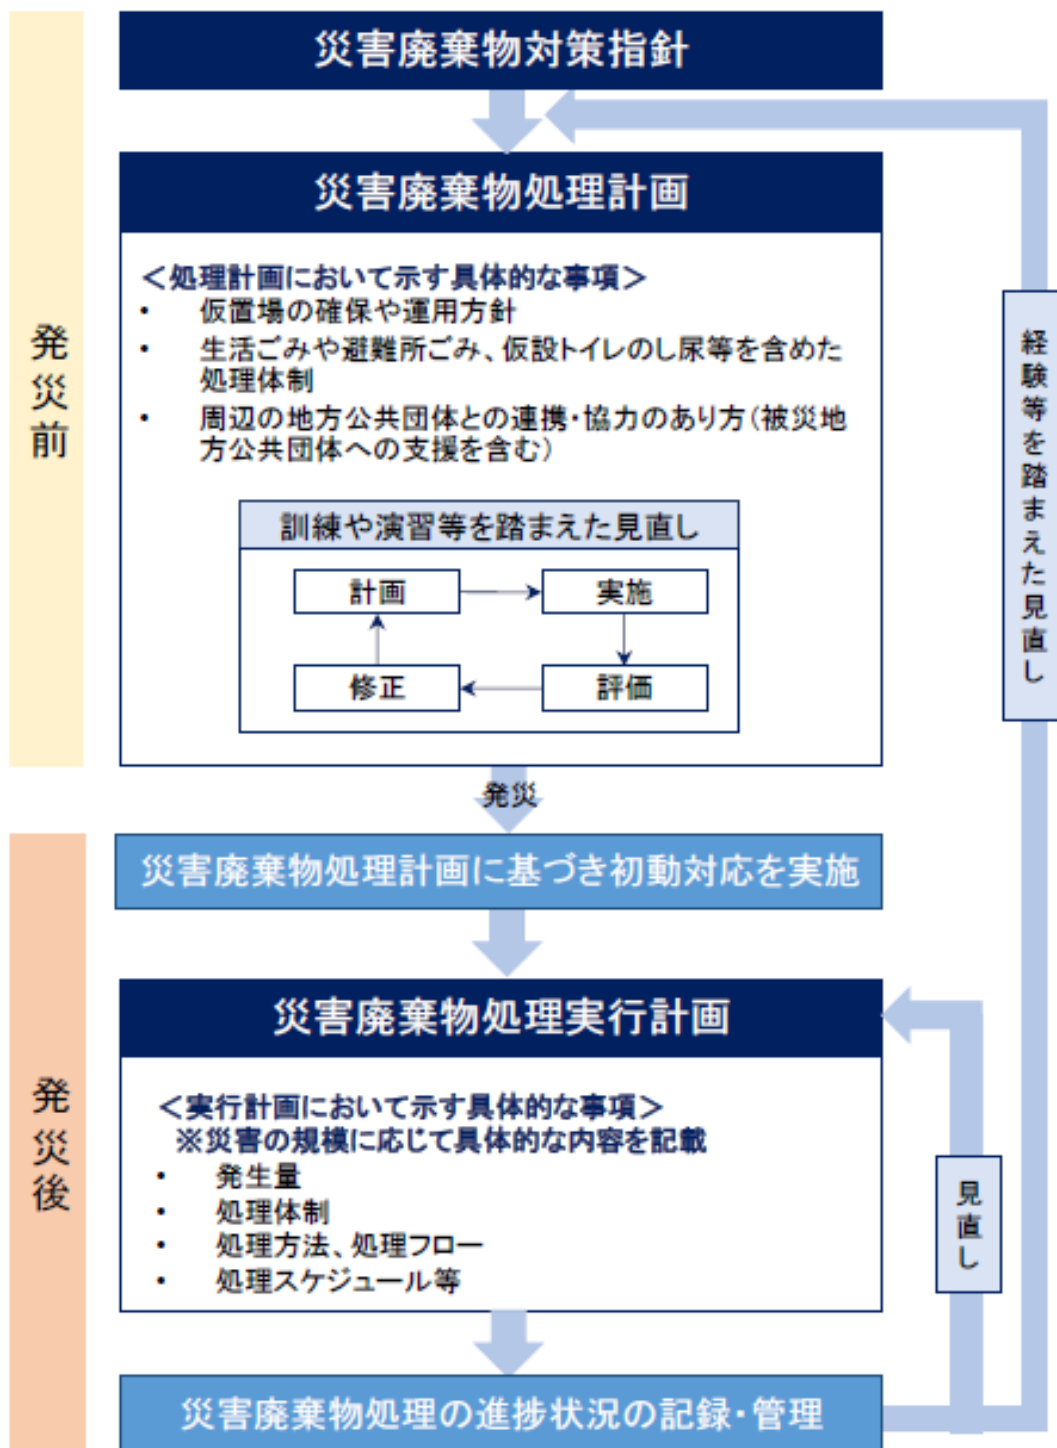 災害廃棄物対策指針
災害廃棄物処理計画
＜処理計画において示す具体的な事項＞
• 仮置場の確保や運用方針
• 生活ごみや避難所ごみ、仮設トイレのし尿等を含めた
処理体制
• 周辺の地方公共団体との連携・協力のあり方（被災地
方公共団体への支援を含む）
訓練や演習等を踏まえた見直し
計画
実施
修正
評価
発災前
経験等を踏まえた見直し
発災
災害廃棄物処理計画に基づき初動対応を実施
災害廃棄物処理実行計画
＜実行計画において示す具体的な事項＞
※災害の規模に応じて具体的な内容を記載
• 発生量
• 処理体制
• 処理方法、処理フロー
• 処理スケジュール等
発災後
見直し
災害廃棄物処理の進捗状況の記録・管理